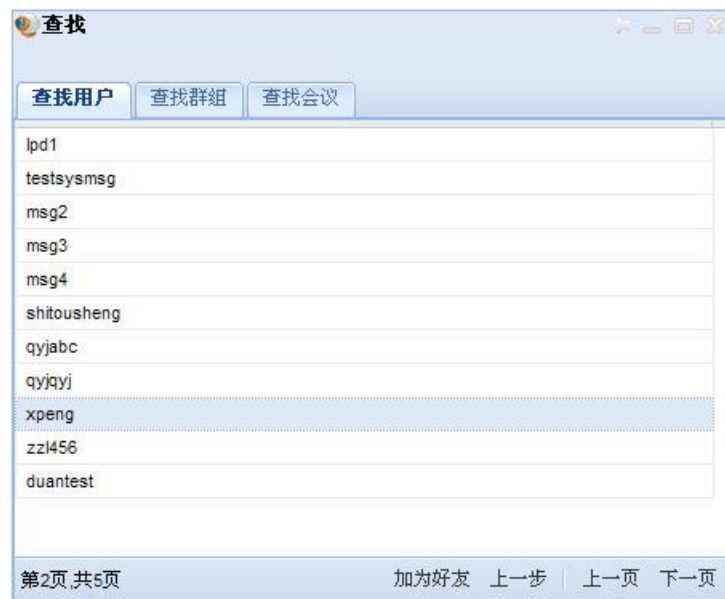 查找
查找用户 查找群组 查找会议
lpd1
testsysmsg
msg2
msg3
msg4
shitousheng
qyjabc
qyjqyj
xpeng
zzl456
duantest
第2页,共5页 加为好友 上一步 上一页 下一页